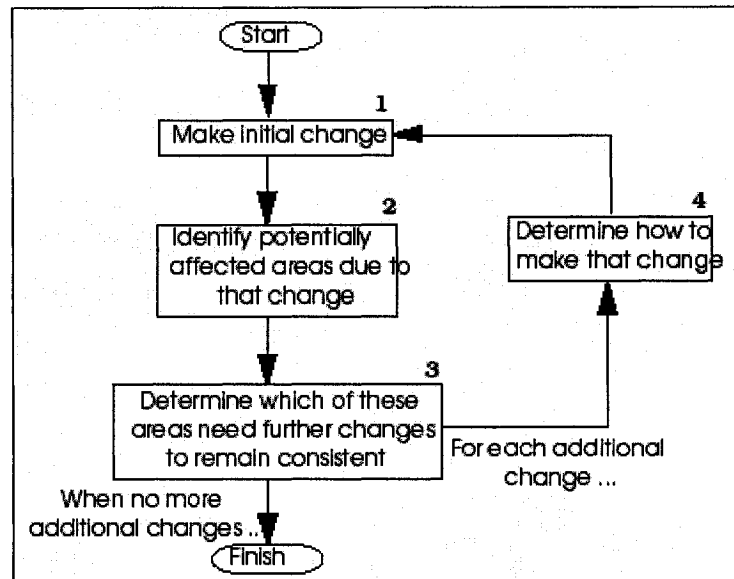 Start
1
Make initial change
2
Identify potentially
affected areas due to
that change
4
Determine how to
make that change
3
Determine which of these
areas need further changes
to remain consistent
For each additional
change ...
When no more
additional changes ..
Finish